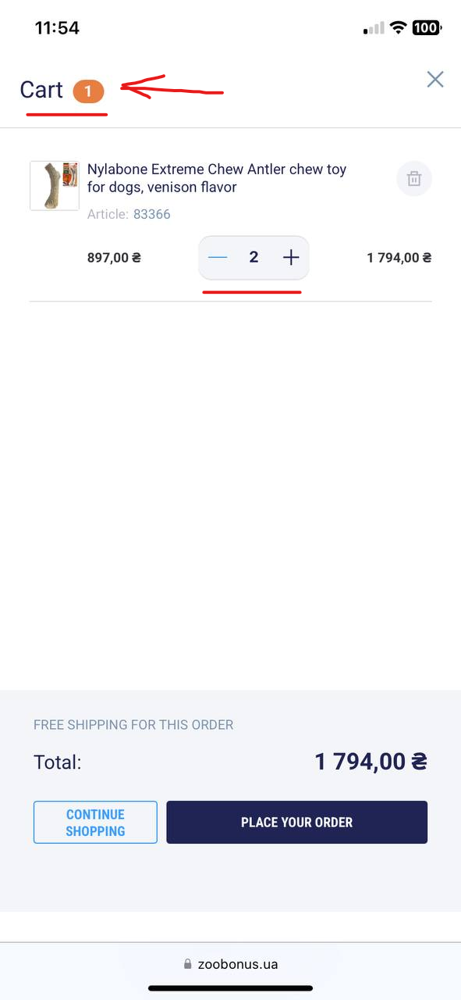 11:54
100
Cart 1
Nylabone Extreme Chew Antler chew toy
for dogs, venison flavor
Article: 83366
897,00 ₴ — 2 + 1 794,00 ₴
FREE SHIPPING FOR THIS ORDER
Total: 1 794,00 ₴
CONTINUE
SHOPPING
PLACE YOUR ORDER
zoobonus.ua